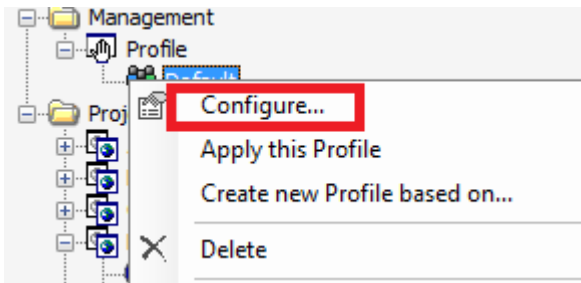 Management
Profile
Default
Proj
Configure...
Apply this Profile
Create new Profile based on...
Delete